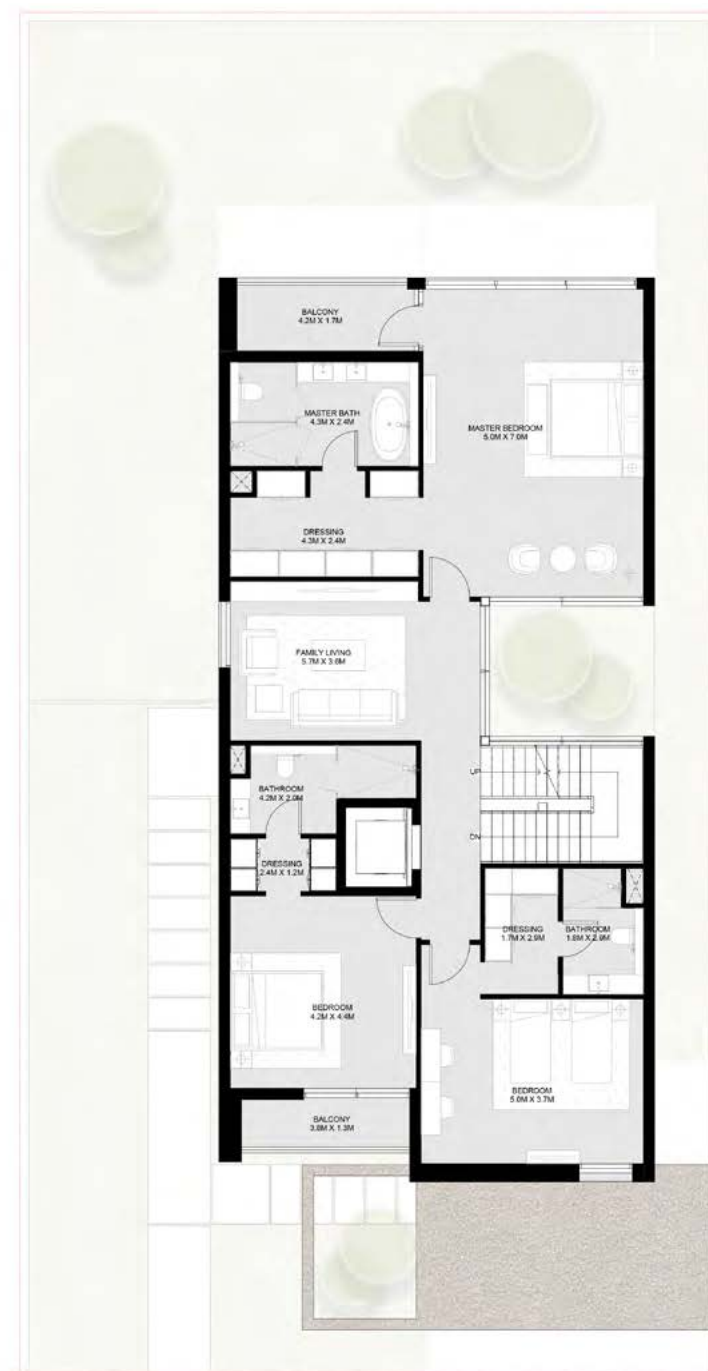 BALCONY
4.2M X 1.7M
MASTER BATH
4.3M X 2.4M
MASTER BEDROOM
5.0M X 7.0M
DRESSING
4.3M X 2.4M
FAMILY LIVING
5.7M X 3.6M
UP
BATHROOM
4.2M X 2.0M
DN
DRESSING
2.4M X 1.2M
DRESSING
1.7M X 2.9M
BATHROOM
1.8M X 2.9M
BEDROOM
4.2M X 4.4M
BEDROOM
5.0M X 3.7M
BALCONY
3.8M X 1.3M